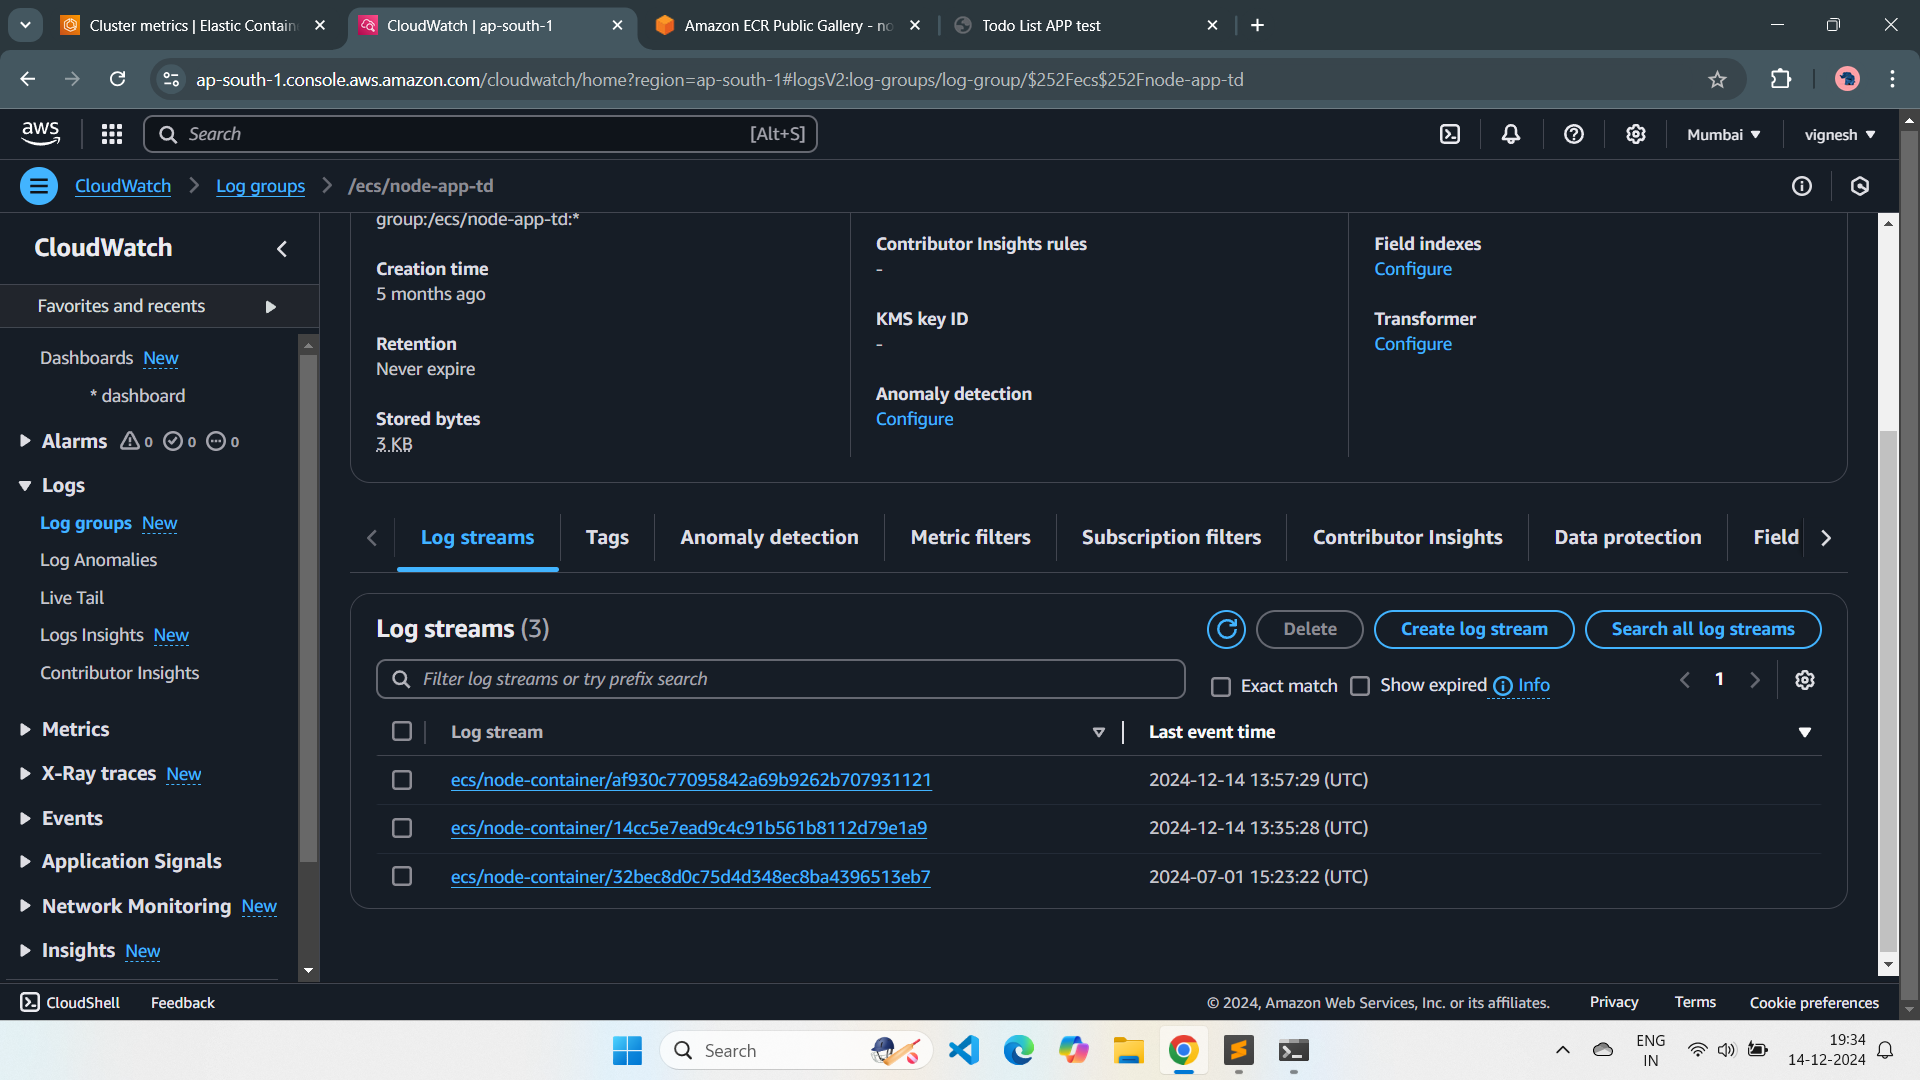 Cluster metrics | Elastic Contain
CloudWatch | ap-south-1
Amazon ECR Public Gallery - no
Todo List APP test
ap-south-1.console.aws.amazon.com/cloudwatch/home?region=ap-south-1#logsV2:log-groups/log-group/$252Fecs$252Fnode-app-td
aws
Search [Alt+S]
Mumbai
vignesh
CloudWatch
Log groups
/ecs/node-app-td
CloudWatch
Favorites and recents
Dashboards New
* dashboard
Alarms 0 0 0
Logs
Log groups New
Log Anomalies
Live Tail
Logs Insights New
Contributor Insights
Metrics
X-Ray traces New
Events
Application Signals
Network Monitoring New
Insights New
group:/ecs/node-app-td:*
Creation time
5 months ago
Retention
Never expire
Stored bytes
3 KB
Contributor Insights rules
-
KMS key ID
-
Anomaly detection
Configure
Field indexes
Configure
Transformer
Configure
Log streams
Tags
Anomaly detection
Metric filters
Subscription filters
Contributor Insights
Data protection
Field
Log streams (3)
Delete
Create log stream
Search all log streams
Filter log streams or try prefix search
Exact match
Show expired
Info
1
Log stream
Last event time
ecs/node-container/af930c77095842a69b9262b707931121
2024-12-14 13:57:29 (UTC)
ecs/node-container/14cc5e7ead9c4c91b561b8112d79e1a9
2024-12-14 13:35:28 (UTC)
ecs/node-container/32bec8d0c75d4d348ec8ba4396513eb7
2024-07-01 15:23:22 (UTC)
CloudShell
Feedback
© 2024, Amazon Web Services, Inc. or its affiliates.
Privacy
Terms
Cookie preferences
Search
ENG
IN
19:34
14-12-2024